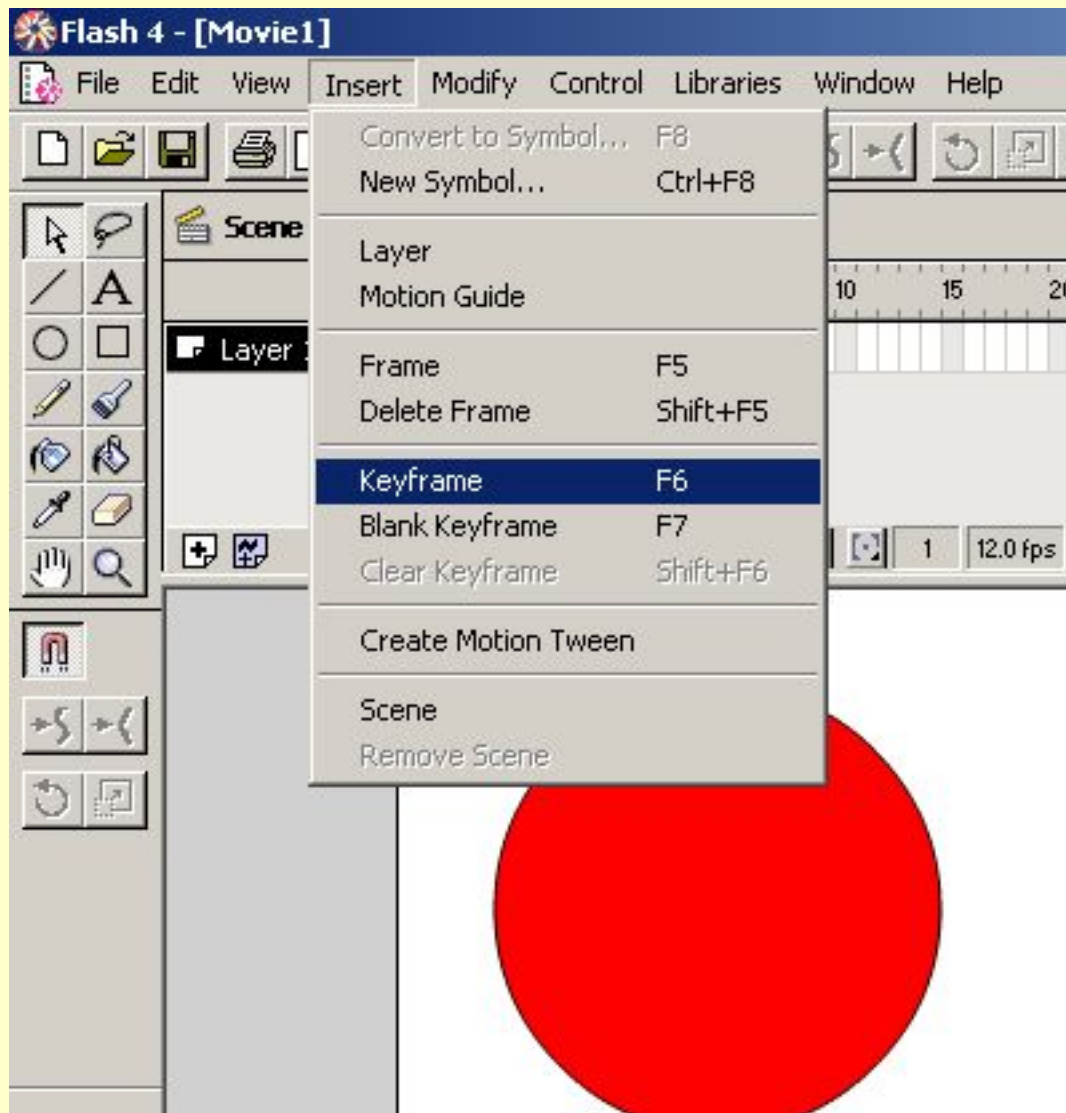 Flash 4 - [Movie1]
File Edit View Insert Modify Control Libraries Window Help
Convert to Symbol... F8
New Symbol... Ctrl+F8
Scene
Layer
Motion Guide
10 15
Layer
Frame F5
Delete Frame Shift+F5
Keyframe F6
Blank Keyframe F7
Clear Keyframe Shift+F6
1 12.0 fps
Create Motion Tween
Scene
Remove Scene
A